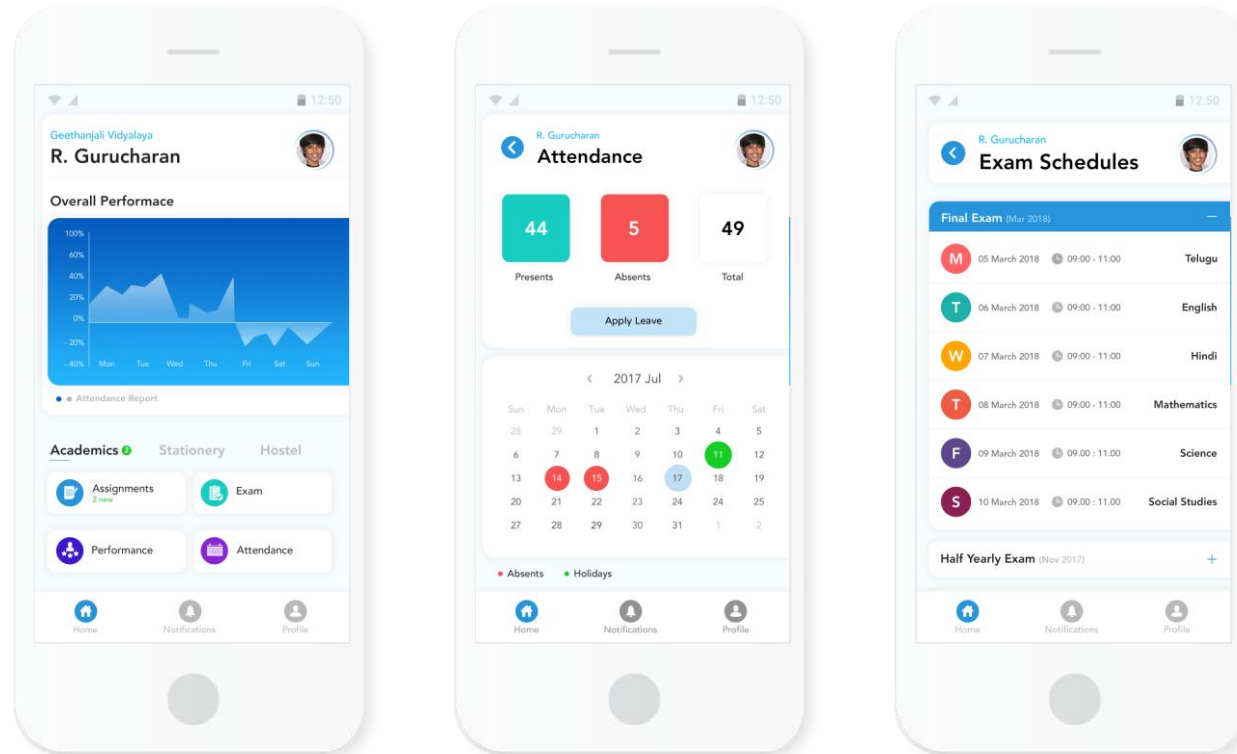 12:50
Geethanjali Vidyalaya
R. Gurucharan
Overall Performace
100%
60%
40%
20%
0%
- 20%
- 40% Mon Tue Wed Thu Fri Sat Sun
Attendance Report
Academics 2 Stationery Hostel
Assignments
2 new
Exam
Performance
Attendance
Home Notifications Profile
12:50
R. Gurucharan
Attendance
44 5 49
Presents Absents Total
Apply Leave
< 2017 Jul >
Sun Mon Tue Wed Thu Fri Sat
28 29 1 2 3 4 5
6 7 8 9 10 11 12
13 14 15 16 17 18 19
20 21 22 23 24 24 25
27 28 29 30 31 1 2
Absents Holidays
Home Notifications Profile
12:50
R. Gurucharan
Exam Schedules
Final Exam (Mar 2018) −
M 05 March 2018 09:00 - 11:00 Telugu
T 06 March 2018 09:00 - 11:00 English
W 07 March 2018 09:00 - 11:00 Hindi
T 08 March 2018 09:00 - 11:00 Mathematics
F 09 March 2018 09.00 : 11.00 Science
S 10 March 2018 09.00 : 11.00 Social Studies
Half Yearly Exam (Nov 2017) +
Home Notifications Profile